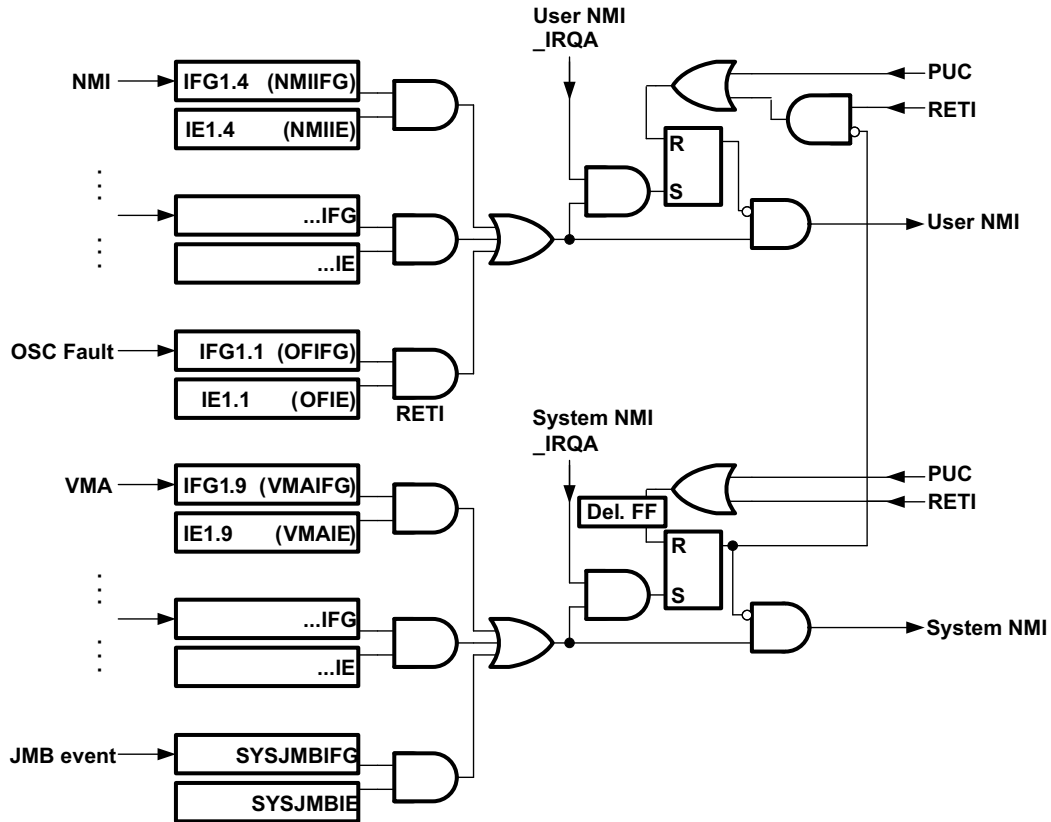 User NMI
_IRQA
NMI
IFG1.4 (NMIIFG)
IE1.4 (NMIIE)
PUC
RETI
R
S
...IFG
...IE
User NMI
OSC Fault
IFG1.1 (OFIFG)
IE1.1 (OFIE)
RETI
System NMI
_IRQA
VMA
IFG1.9 (VMAIFG)
IE1.9 (VMAIE)
PUC
RETI
Del. FF
R
S
...IFG
...IE
System NMI
JMB event
SYSJMBIFG
SYSJMBIE